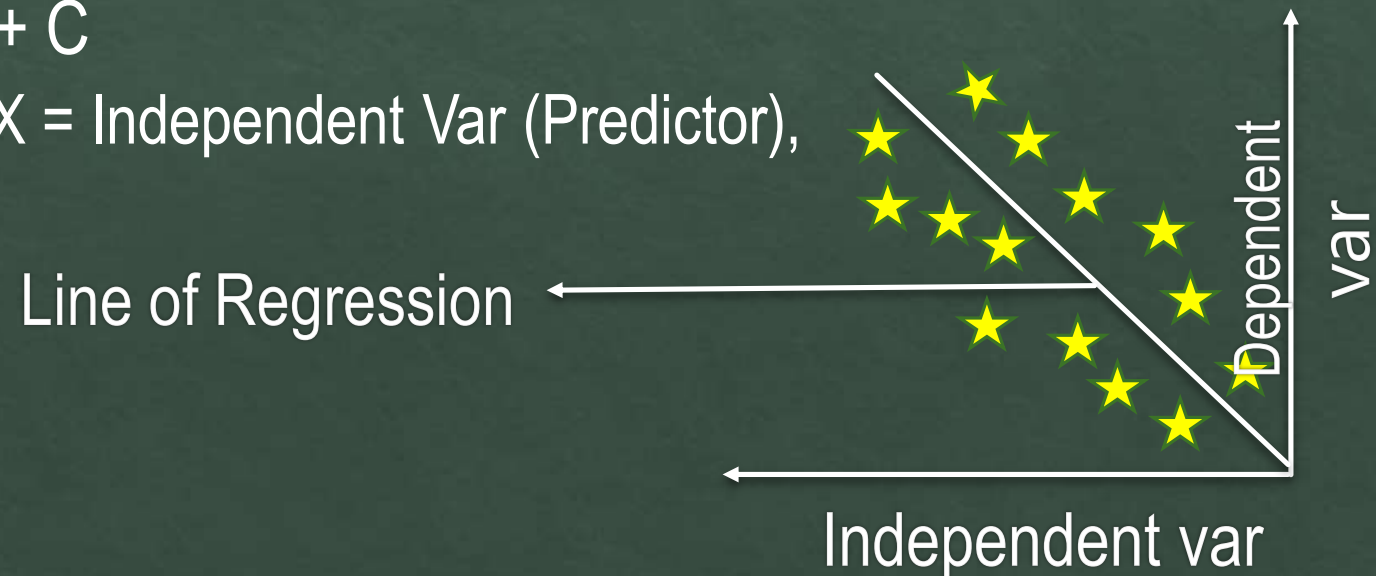 + C
X = Independent Var (Predictor),
Line of Regression
Dependent
var
Independent var